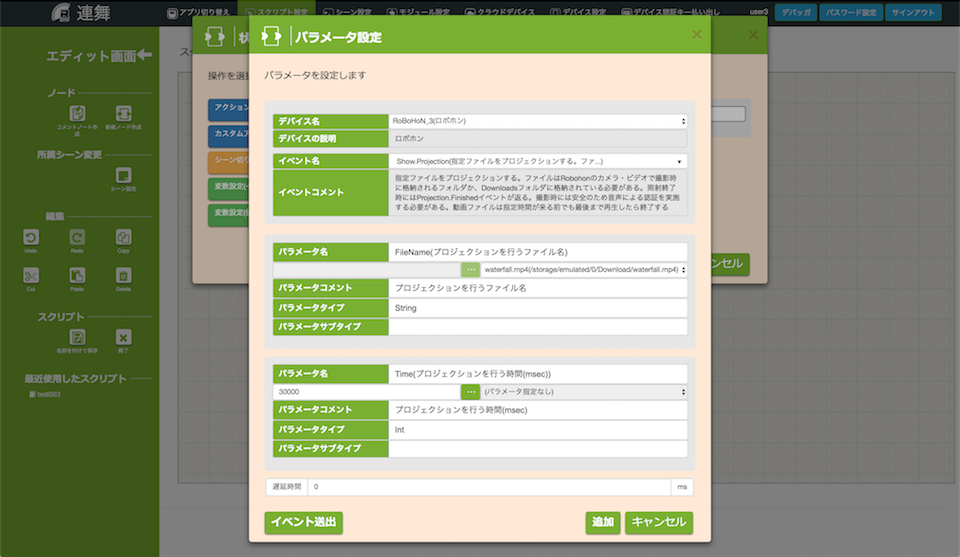 連舞
アプリ切り替え
スクリプト設定
シーン設定
モジュール設定
クラウドデバイス
デバイス設定
デバイス認証キー払い出し
user3
デバッガ
パスワード設定
サインアウト
エディット画面
ノード
コメントノート作成
新規ノード作成
所属シーン変更
シーン設定
編集
Undo
Redo
Copy
Cut
Paste
Delete
スクリプト
名前を付けて保存
終了
最近使用したスクリプト
test003
操作を選
アクション
カスタムア
シーン切り
変数設定(
変数設定(
ンセル
パラメータ設定
パラメータを設定します
デバイス名
RoBoHoN_3(ロボホン)
デバイスの説明
ロボホン
イベント名
Show.Projection(指定ファイルをプロジェクションする。ファ...)
イベントコメント
指定ファイルをプロジェクションする。ファイルはRobohonのカメラ・ビデオで撮影時
に格納されるフォルダか、Downloadsフォルダに格納されている必要がある。照射終了
時にはProjection.Finishedイベントが返る。撮影時には安全のため音声による認証を実施
する必要がある。動画ファイルは指定時間が来る前でも最後まで再生したら終了する
パラメータ名
FileName(プロジェクションを行うファイル名)
...
waterfall.mp4(/storage/emulated/0/Download/waterfall.mp4)
パラメータコメント
プロジェクションを行うファイル名
パラメータタイプ
String
パラメータサブタイプ
パラメータ名
Time(プロジェクションを行う時間(msec))
30000
...
(パラメータ指定なし)
パラメータコメント
プロジェクションを行う時間(msec)
パラメータタイプ
Int
パラメータサブタイプ
遅延時間
0
ms
イベント送出
追加
キャンセル